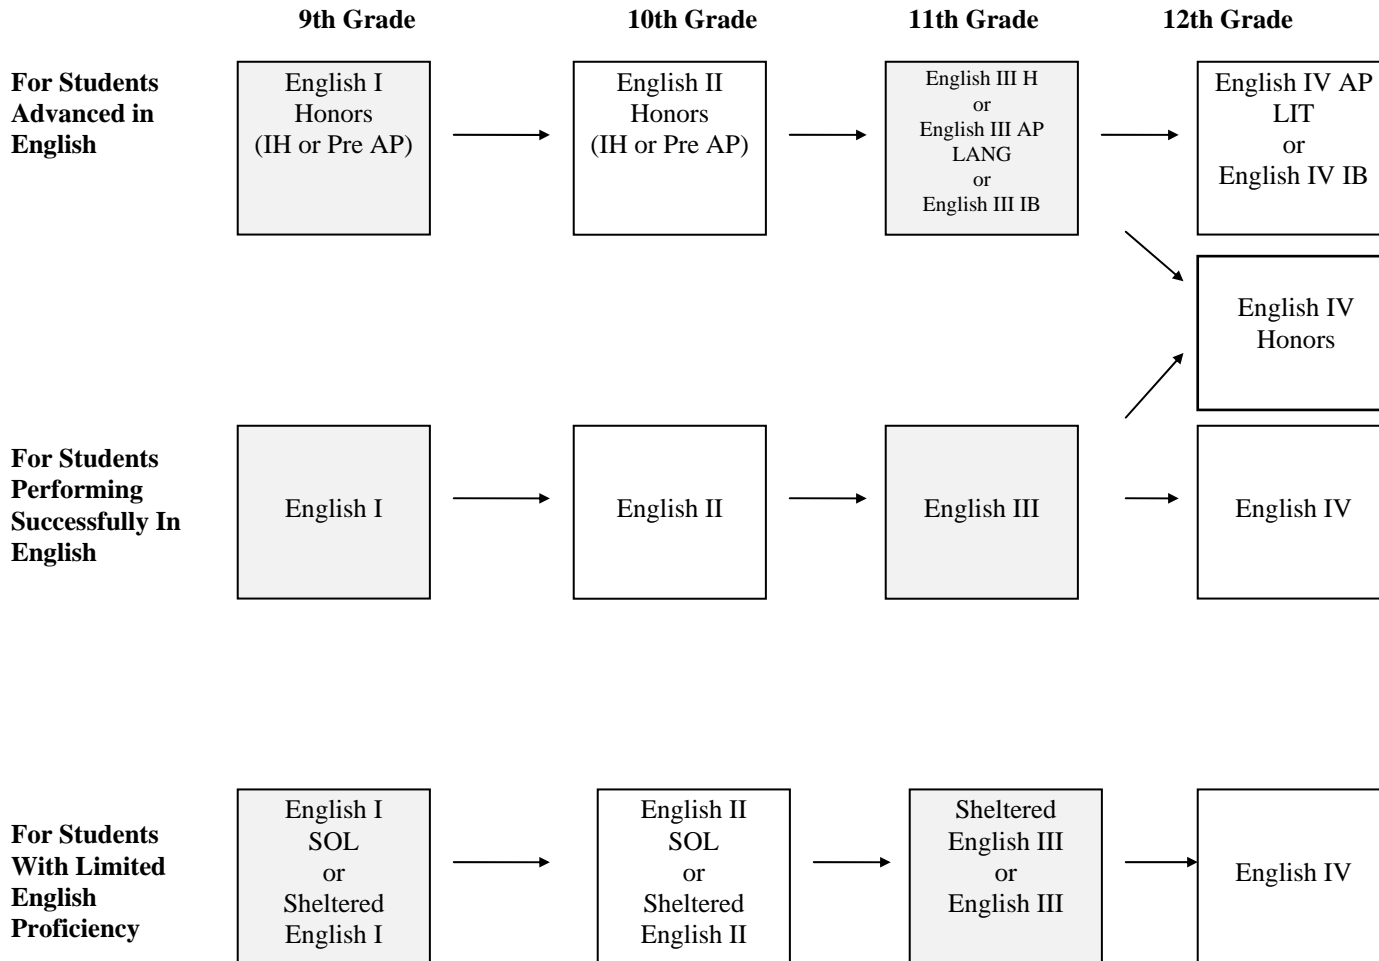 9th Grade 10th Grade 11th Grade 12th Grade
For Students
Advanced in
English
English I
Honors
(IH or Pre AP)
English II
Honors
(IH or Pre AP)
English III H
or
English III AP
LANG
or
English III IB
English IV AP
LIT
or
English IV IB
English IV
Honors
For Students
Performing
Successfully In
English
English I
English II
English III
English IV
For Students
With Limited
English
Proficiency
English I
SOL
or
Sheltered
English I
English II
SOL
or
Sheltered
English II
Sheltered
English III
or
English III
English IV